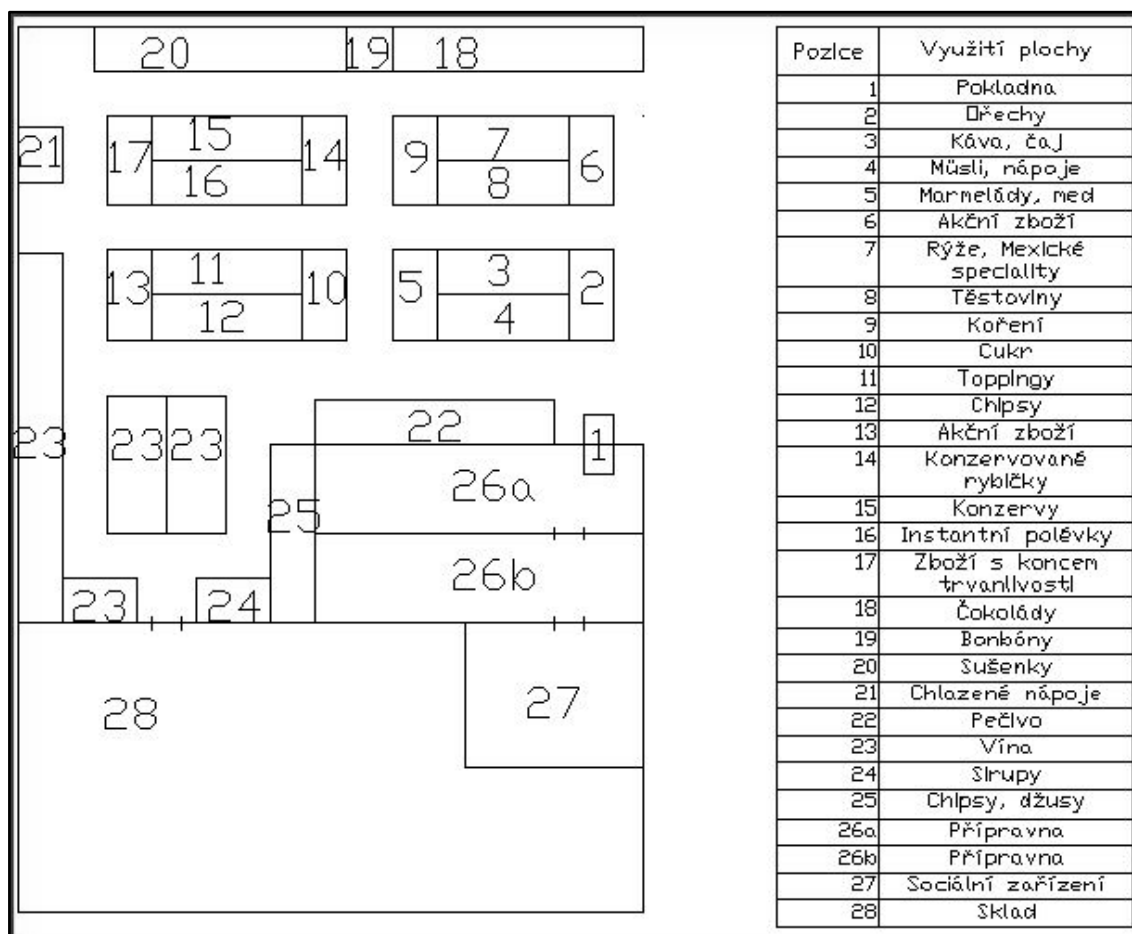 20 19 18
21 17 15 14 9 7 6
16 8
13 11 10 5 3 2
12 4
23 23 23 22 1
26a
25
26b
23 24
28 27
Pozice Využití plochy
1 Pokladna
2 Ořechy
3 Káva, čaj
4 Müsli, nápoje
5 Marmelády, med
6 Akční zboží
7 Rýže, Mexické
speciality
8 Těstoviny
9 Koření
10 Cukr
11 Toppingy
12 Chipsy
13 Akční zboží
14 Konzervované
rybičky
15 Konzervy
16 Instantní polévky
17 Zboží s koncem
trvanlivosti
18 Čokolády
19 Bonbóny
20 Sušenky
21 Chlazené nápoje
22 Pečivo
23 Vína
24 Sirupy
25 Chipsy, džusy
26a Přípravna
26b Přípravna
27 Sociální zařízení
28 Sklad